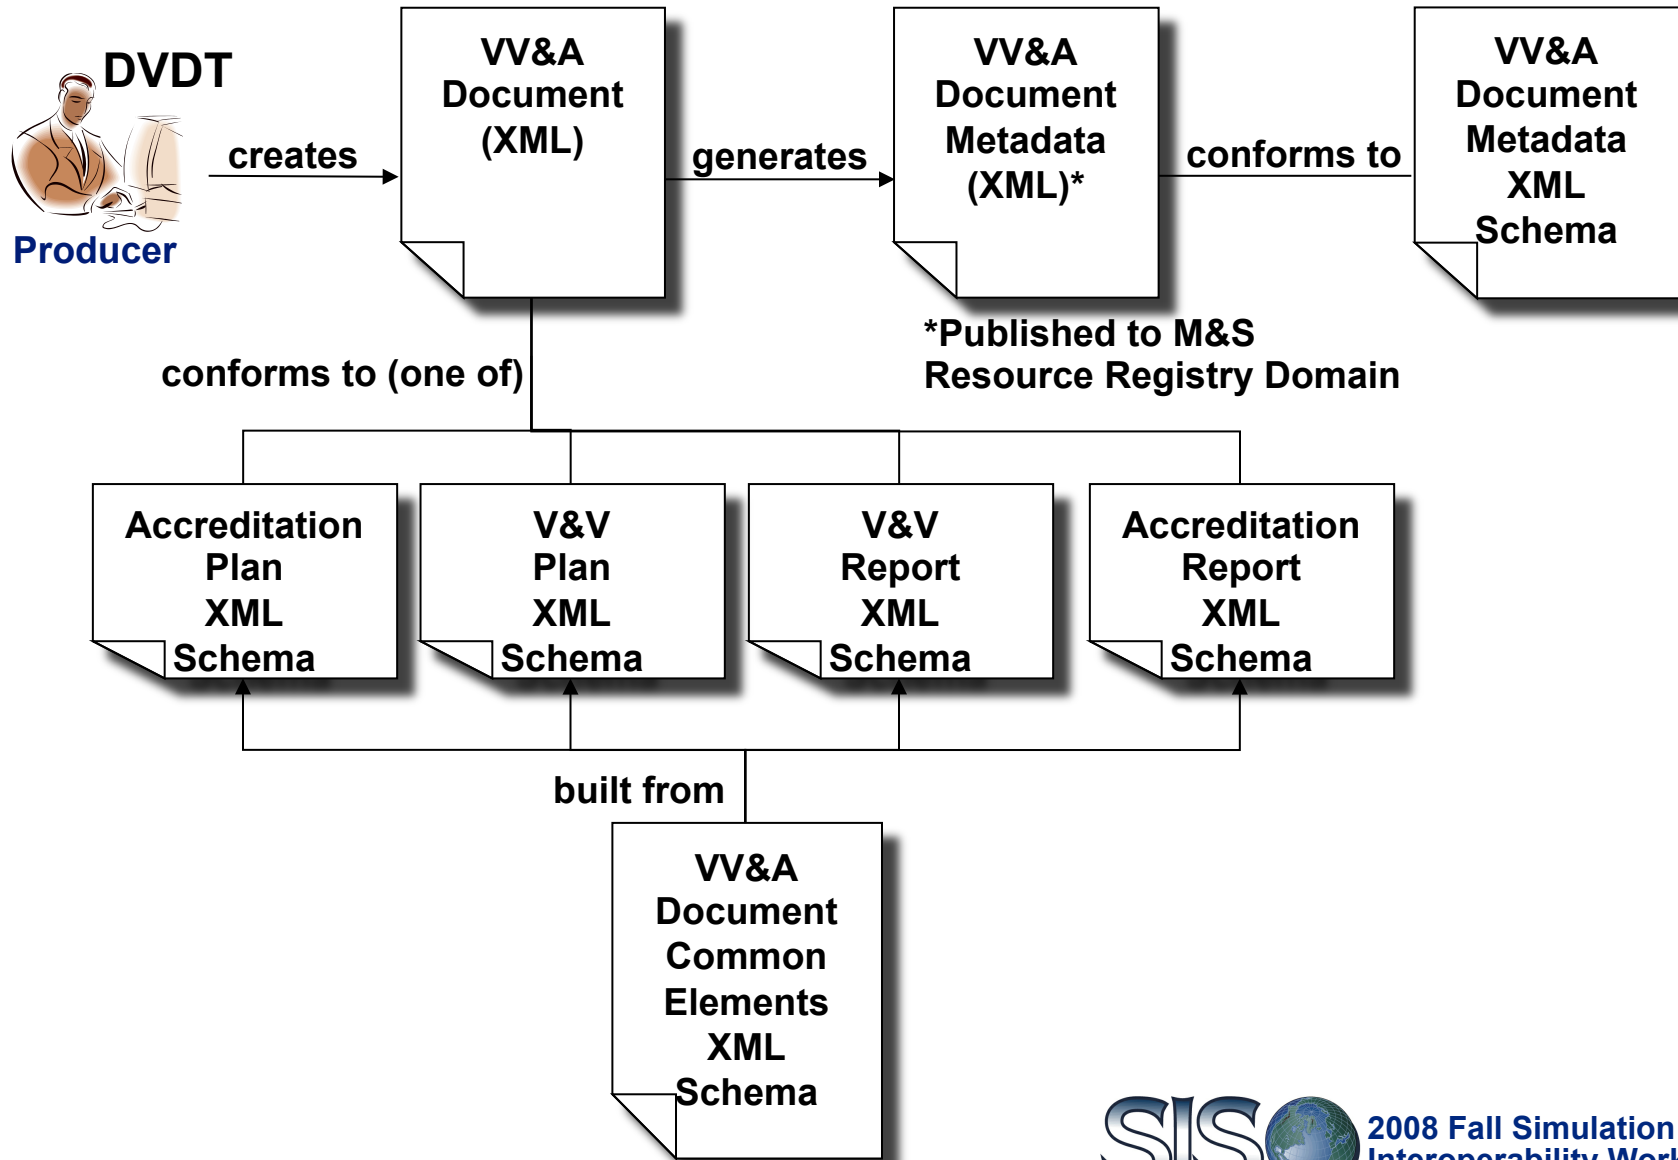 DVDT
Producer
creates
VV&A
Document
(XML)
generates
VV&A
Document
Metadata
(XML)*
conforms to
VV&A
Document
Metadata
XML
Schema
*Published to M&S
Resource Registry Domain
conforms to (one of)
Accreditation
Plan
XML
Schema
V&V
Plan
XML
Schema
V&V
Report
XML
Schema
Accreditation
Report
XML
Schema
built from
VV&A
Document
Common
Elements
XML
Schema
SISO
2008 Fall Simulation
Interoperability